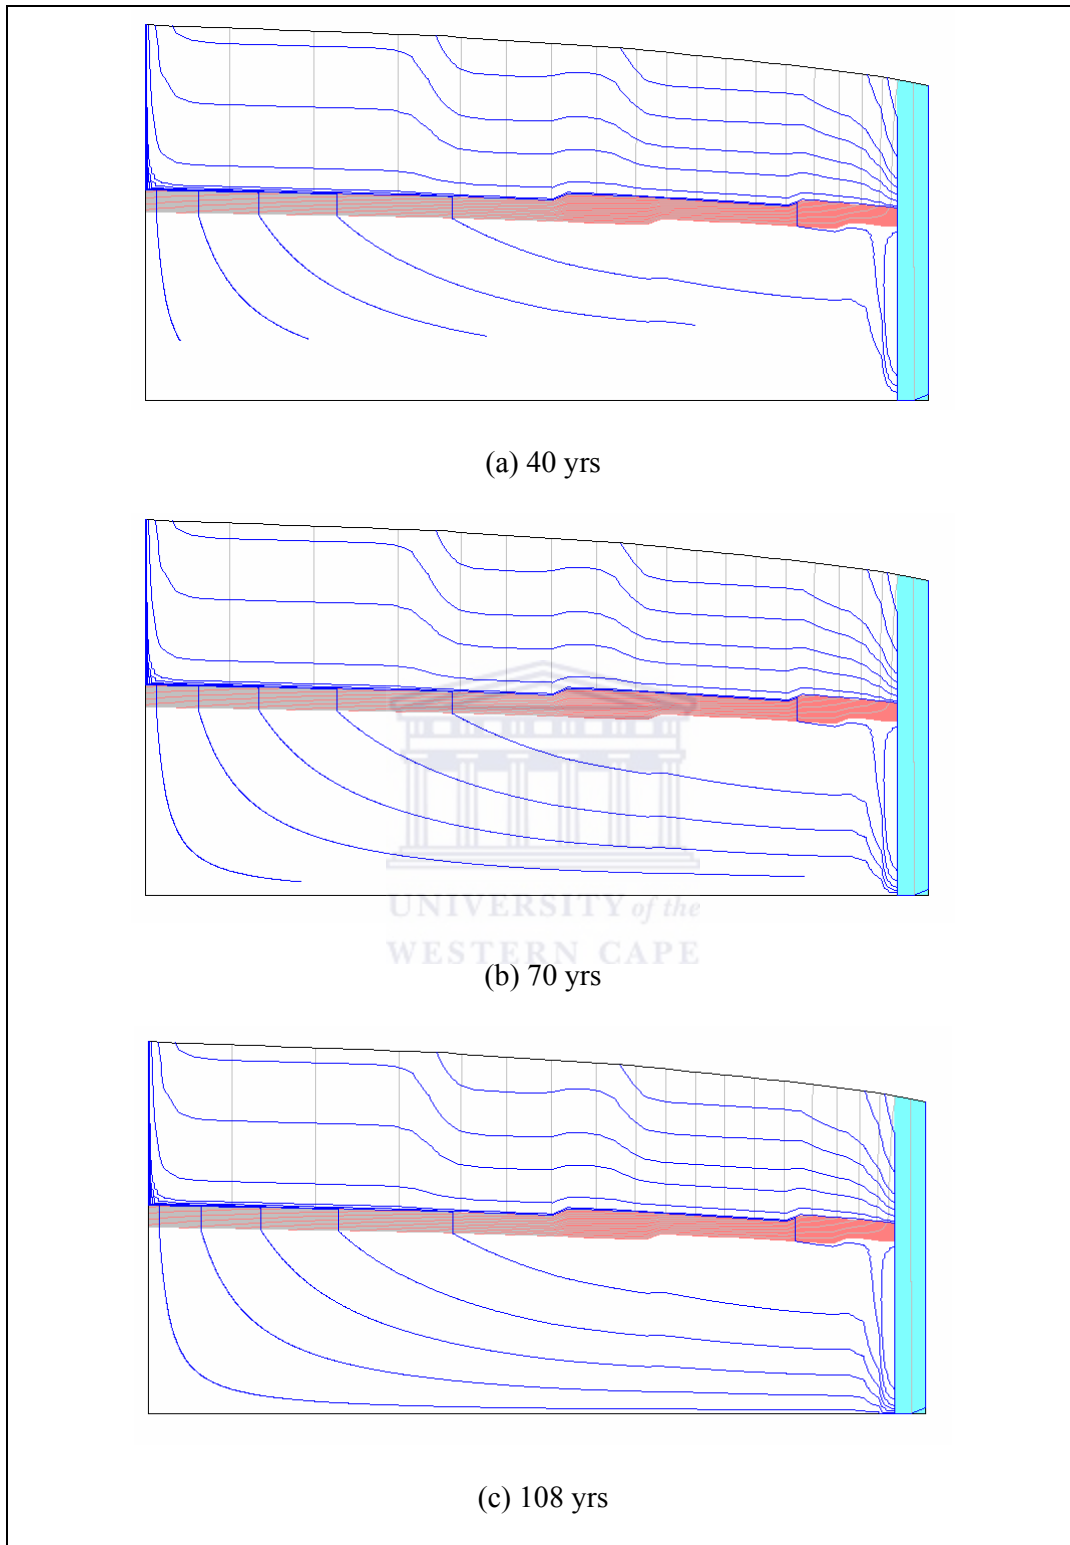 (a) 40 yrs
UNIVERSITY of the
WESTERN CAPE
(b) 70 yrs
(c) 108 yrs